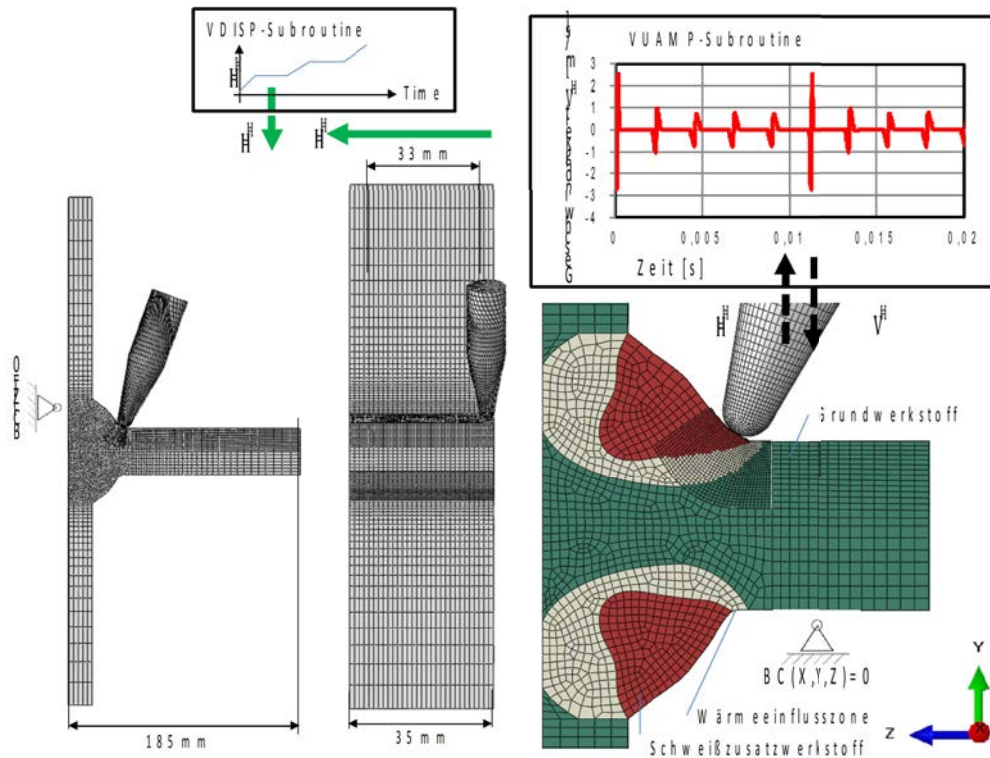 VDISP-Subroutine
Time
33 mm
185 mm
35 mm
VUAMP-Subroutine
3
2
1
0
-1
-2
-3
-4
0
0,005
0,01
0,015
0,02
Zeit [s]
V
Grundwerkstoff
BC(X,Y,Z)=0
Wärmeeinflusszone
Schweißzusatzwerkstoff
Y
Z
X